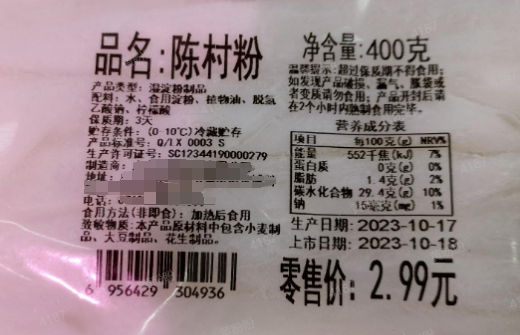 品名:陈村粉
产品类型: 湿淀粉制品
配料: 水、食用淀粉、植物油、脱氢
乙酸钠、柠檬酸
保质期: 3天
贮存条件: (0-10℃)冷藏贮存
产品标准号: Q/IX 0003 S
生产许可证号: SC12344190000279
制造商:
地址:
电话:
食用方法(非即食): 加热后食用
致敏物质: 本产品原材料中包含小麦制
品、大豆制品、花生制品。
6 956429 304936
净含量:400克
温馨提示: 超过保质期不得食用;
如发现产品破损、漏气、胀袋或
者变质请勿食用; 产品开封后请
在2个小时内熟制食用完毕。
营养成分表
项目 每100克(g) NRV%
能量 552千焦(kJ) 7%
蛋白质 0克(g) 0%
脂肪 1.4克(g) 2%
碳水化合物 29.4克(g) 10%
钠 15毫克(mg) 1%
生产日期: 2023-10-17
上市日期: 2023-10-18
零售价: 2.99元